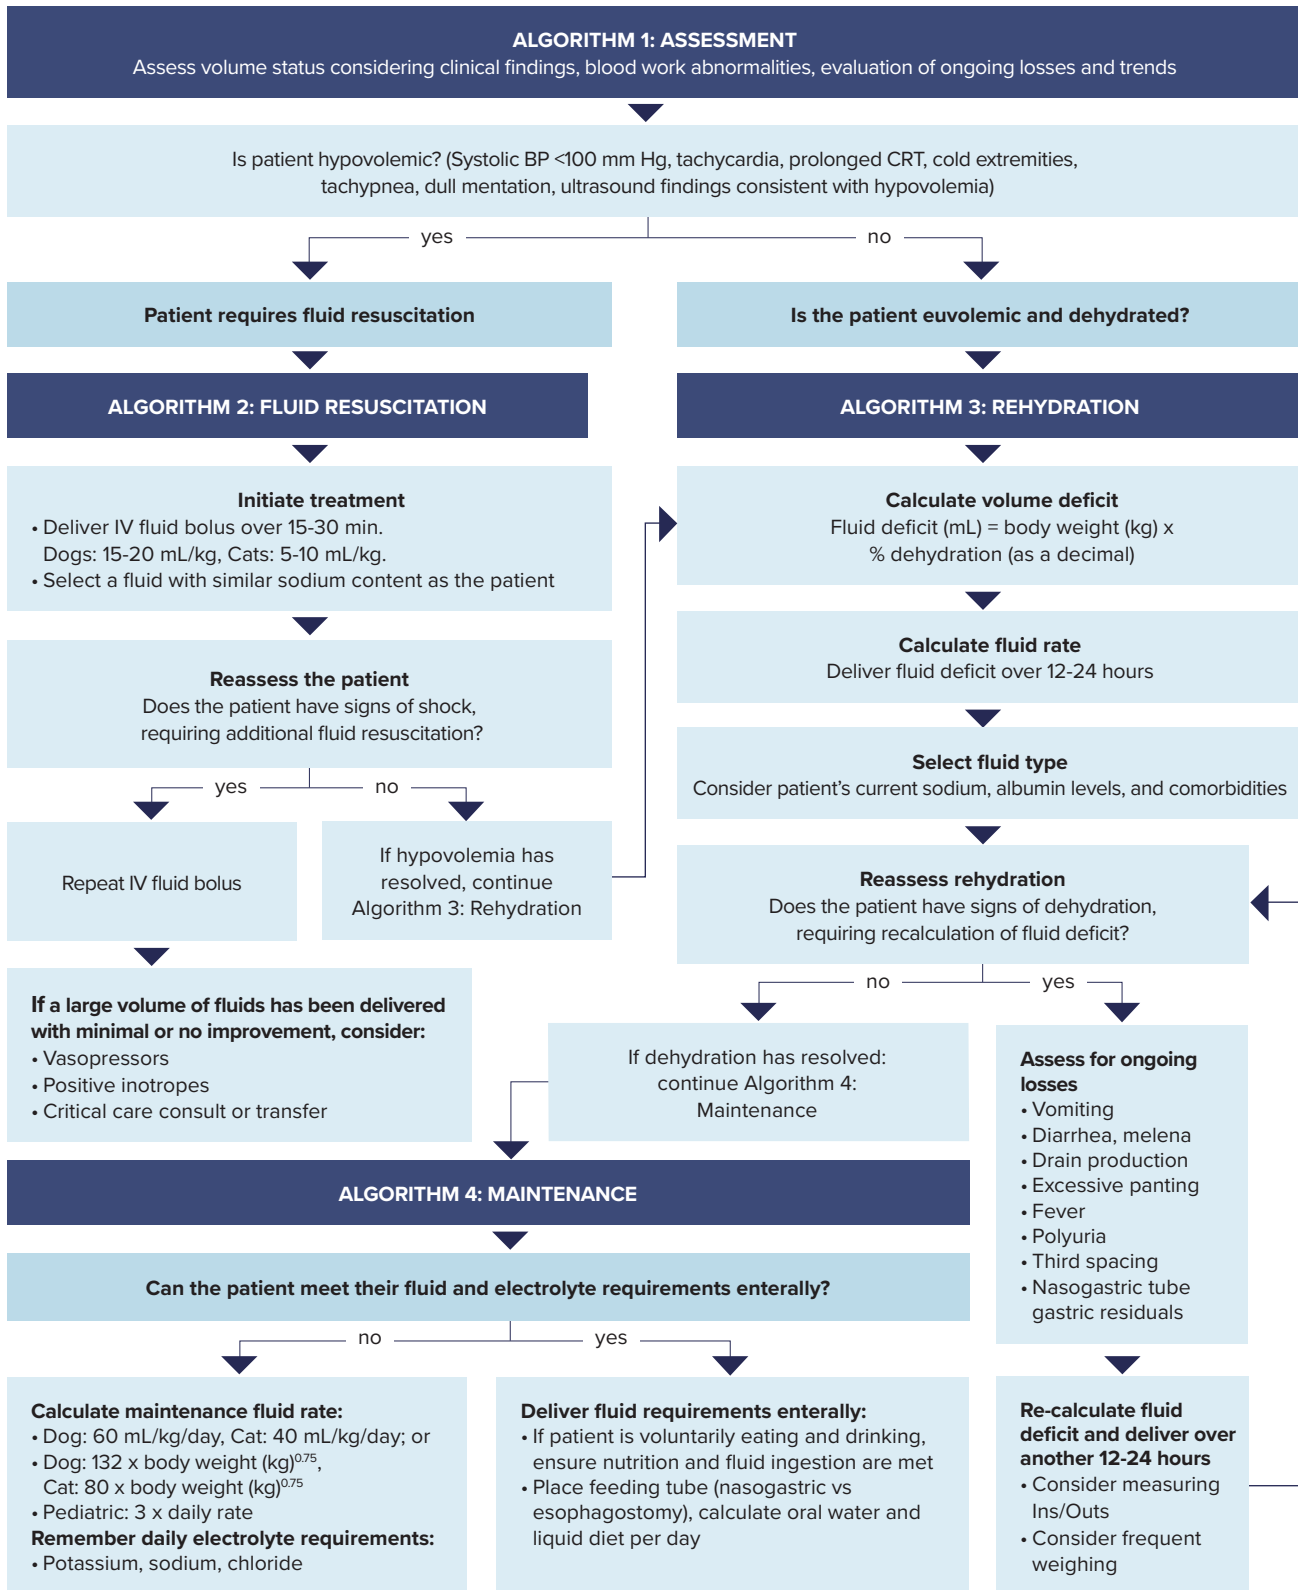 ALGORITHM 1: ASSESSMENT
Assess volume status considering clinical findings, blood work abnormalities, evaluation of ongoing losses and trends
Is patient hypovolemic? (Systolic BP <100 mm Hg, tachycardia, prolonged CRT, cold extremities,
tachypnea, dull mentation, ultrasound findings consistent with hypovolemia)
yes
no
Patient requires fluid resuscitation
Is the patient euvolemic and dehydrated?
ALGORITHM 2: FLUID RESUSCITATION
Initiate treatment
• Deliver IV fluid bolus over 15-30 min.
Dogs: 15-20 mL/kg, Cats: 5-10 mL/kg.
• Select a fluid with similar sodium content as the patient
Reassess the patient
Does the patient have signs of shock,
requiring additional fluid resuscitation?
yes
no
Repeat IV fluid bolus
If hypovolemia has
resolved, continue
Algorithm 3: Rehydration
If a large volume of fluids has been delivered
with minimal or no improvement, consider:
• Vasopressors
• Positive inotropes
• Critical care consult or transfer
ALGORITHM 3: REHYDRATION
Calculate volume deficit
Fluid deficit (mL) = body weight (kg) x
% dehydration (as a decimal)
Calculate fluid rate
Deliver fluid deficit over 12-24 hours
Select fluid type
Consider patient's current sodium, albumin levels, and comorbidities
Reassess rehydration
Does the patient have signs of dehydration,
requiring recalculation of fluid deficit?
no
yes
If dehydration has resolved:
continue Algorithm 4:
Maintenance
Assess for ongoing
losses
• Vomiting
• Diarrhea, melena
• Drain production
• Excessive panting
• Fever
• Polyuria
• Third spacing
• Nasogastric tube
gastric residuals
Re-calculate fluid
deficit and deliver over
another 12-24 hours
• Consider measuring
Ins/Outs
• Consider frequent
weighing
ALGORITHM 4: MAINTENANCE
Can the patient meet their fluid and electrolyte requirements enterally?
no
yes
Calculate maintenance fluid rate:
• Dog: 60 mL/kg/day, Cat: 40 mL/kg/day; or
• Dog: 132 x body weight (kg)^0.75,
Cat: 80 x body weight (kg)^0.75
• Pediatric: 3 x daily rate
Remember daily electrolyte requirements:
• Potassium, sodium, chloride
Deliver fluid requirements enterally:
• If patient is voluntarily eating and drinking,
ensure nutrition and fluid ingestion are met
• Place feeding tube (nasogastric vs
esophagostomy), calculate oral water and
liquid diet per day